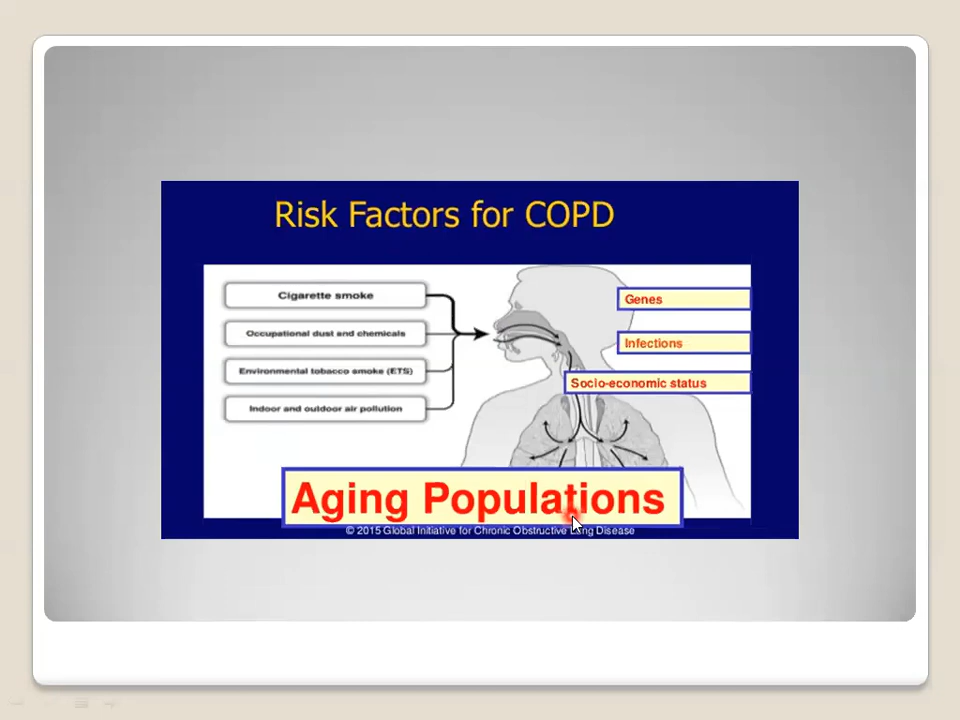 Risk Factors for COPD
Cigarette smoke
Occupational dust and chemicals
Environmental tobacco smoke (ETS)
Indoor and outdoor air pollution
Genes
Infections
Socio-economic status
Aging Populations
© 2015 Global Initiative for Chronic Obstructive Lung Disease